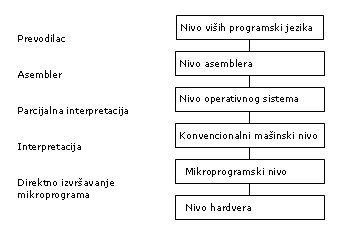 Nivo viših programski jezika
Prevodilac
Nivo asemblera
Asembler
Nivo operativnog sistema
Parcijalna interpretacija
Konvencionalni mašinski nivo
Interpretacija
Mikroprogramski nivo
Direktno izvršavanje
mikroprograma
Nivo hardvera